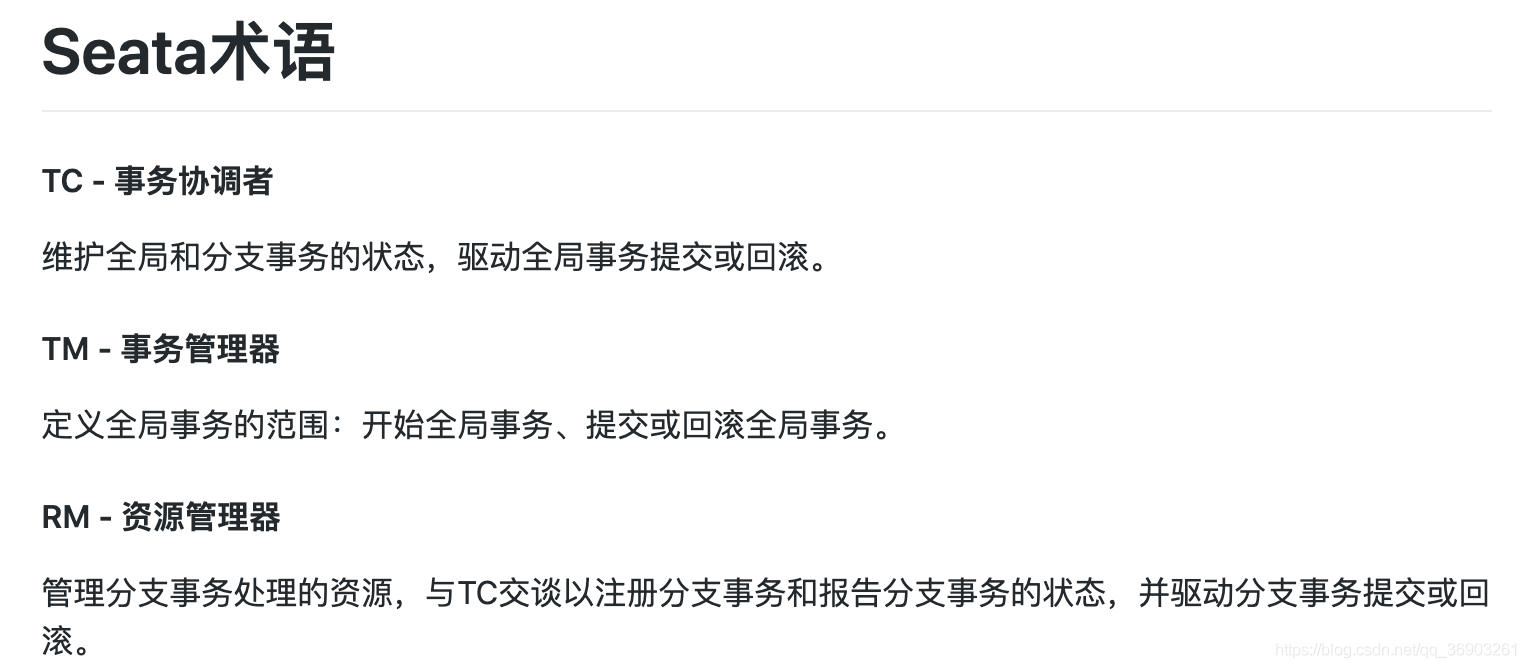 Seata术语
TC - 事务协调者
维护全局和分支事务的状态，驱动全局事务提交或回滚。
TM - 事务管理器
定义全局事务的范围：开始全局事务、提交或回滚全局事务。
RM - 资源管理器
管理分支事务处理的资源，与TC交谈以注册分支事务和报告分支事务的状态，并驱动分支事务提交或回
滚。
https://blog.csdn.net/qq_36903261